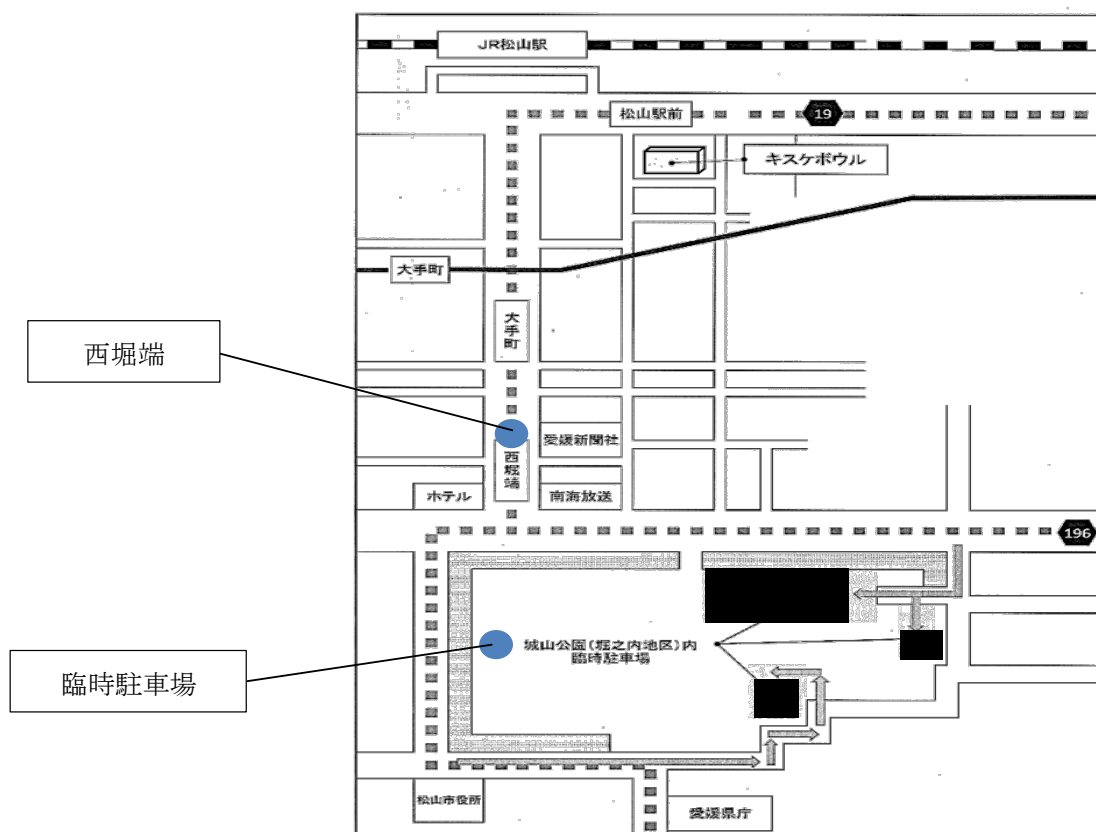 JR松山駅
松山駅前
19
キスケボウル
大手町
大手町
西堀端
愛媛新聞社
西堀端
ホテル
南海放送
196
城山公園(堀之内地区)内
臨時駐車場
臨時駐車場
松山市役所
愛媛県庁